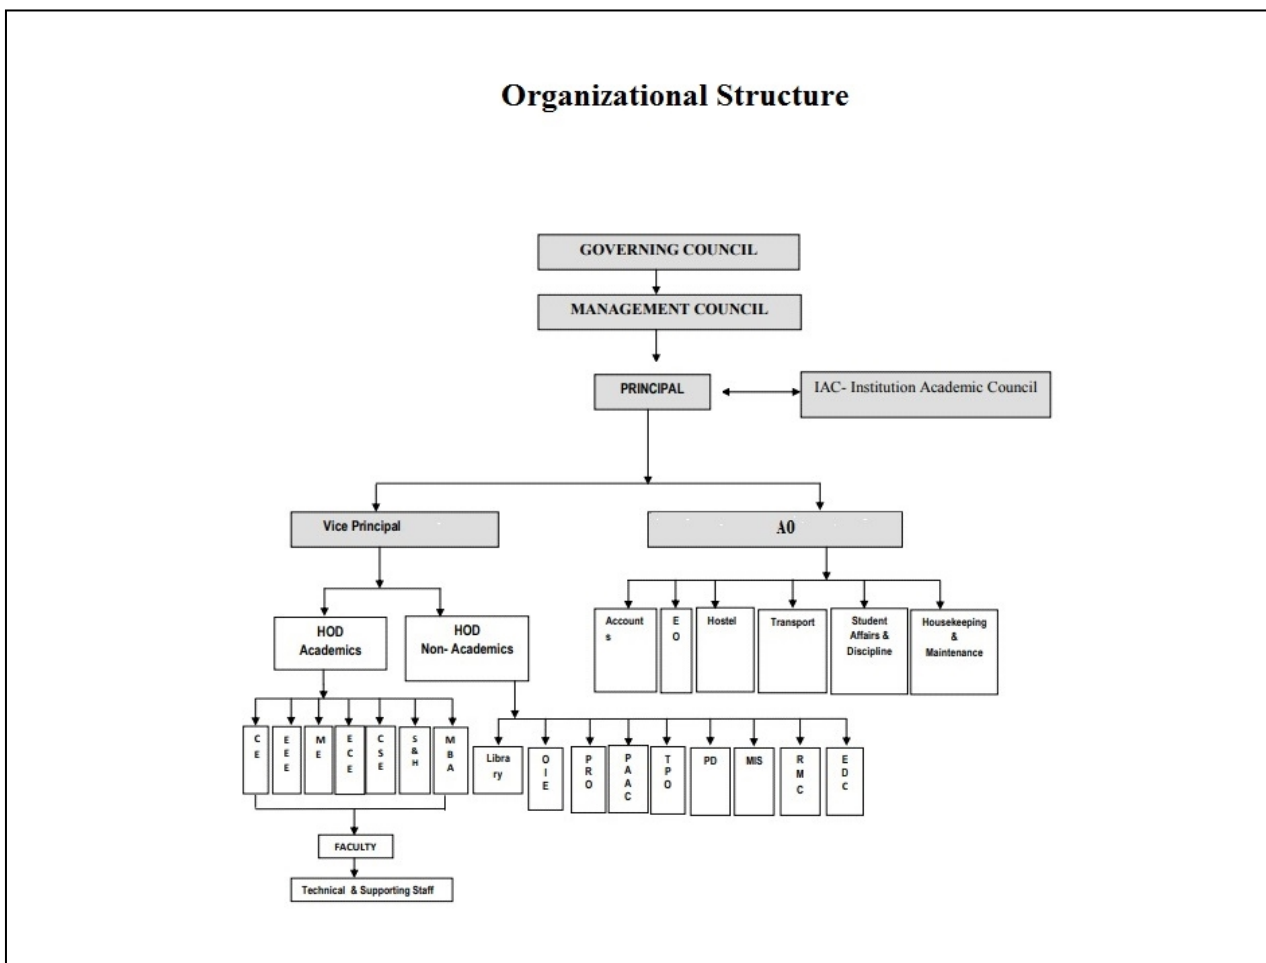 Organizational Structure
GOVERNING COUNCIL
MANAGEMENT COUNCIL
PRINCIPAL
IAC- Institution Academic Council
Vice Principal
A0
HOD
Academics
HOD
Non- Academics
Account
s
E
O
Hostel
Transport
Student
Affairs &
Discipline
Housekeeping
&
Maintenance
C
E
E
E
E
M
E
E
C
E
C
S
E
S
&
H
M
B
A
Libra
ry
O
I
E
P
R
O
P
A
A
C
T
P
O
PD
MIS
R
M
C
E
D
C
FACULTY
Technical & Supporting Staff